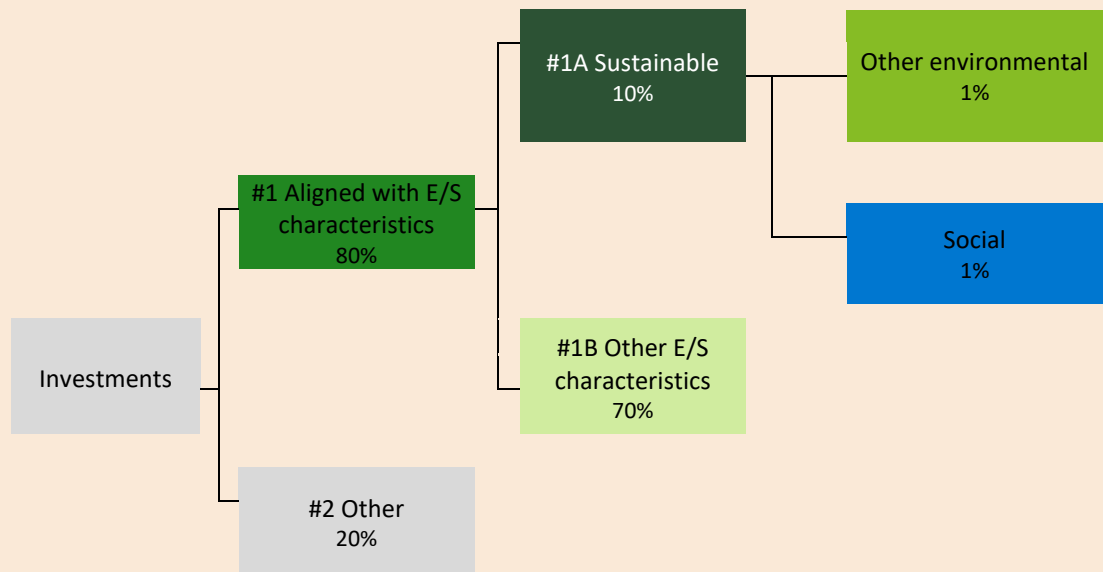 #1A Sustainable
10%
Other environmental
1%
#1 Aligned with E/S
characteristics
80%
Social
1%
Investments
#1B Other E/S
characteristics
70%
#2 Other
20%